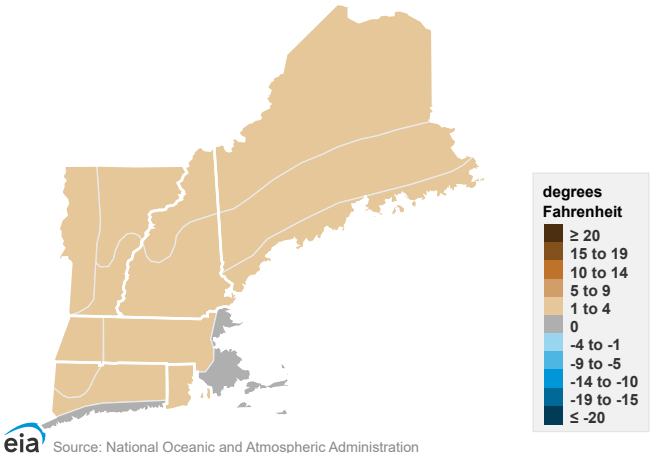 degrees
Fahrenheit
≥ 20
15 to 19
10 to 14
5 to 9
1 to 4
0
-4 to -1
-9 to -5
-14 to -10
-19 to -15
≤ -20
eia Source: National Oceanic and Atmospheric Administration